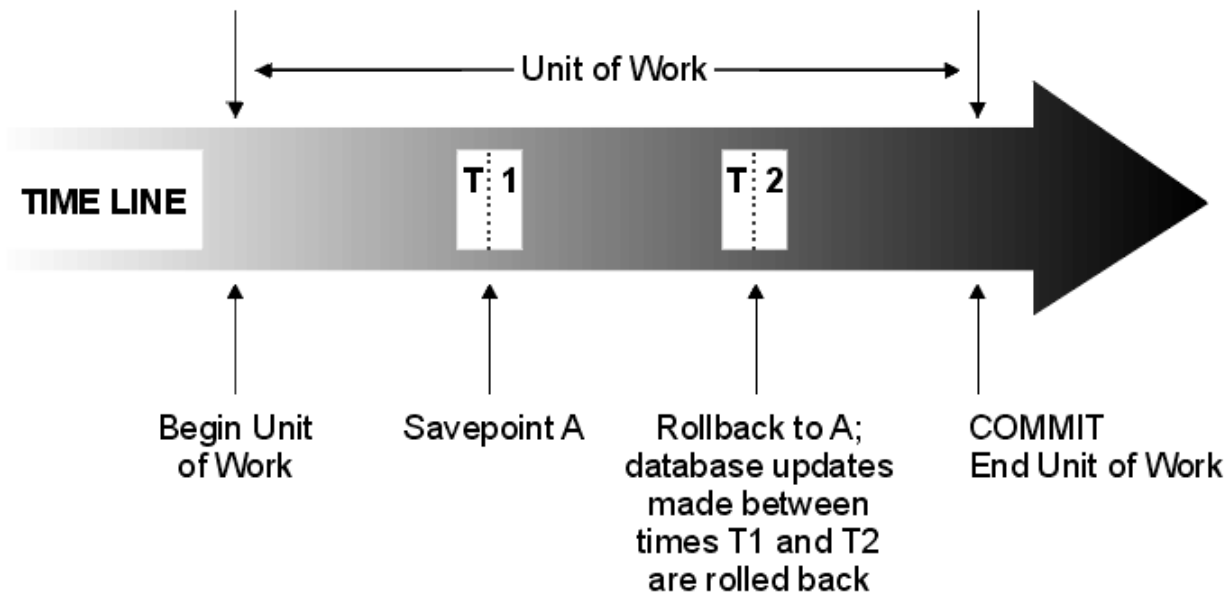 Unit of Work
TIME LINE
T 1
T 2
Begin Unit
of Work
Savepoint A
Rollback to A;
database updates
made between
times T1 and T2
are rolled back
COMMIT
End Unit of Work